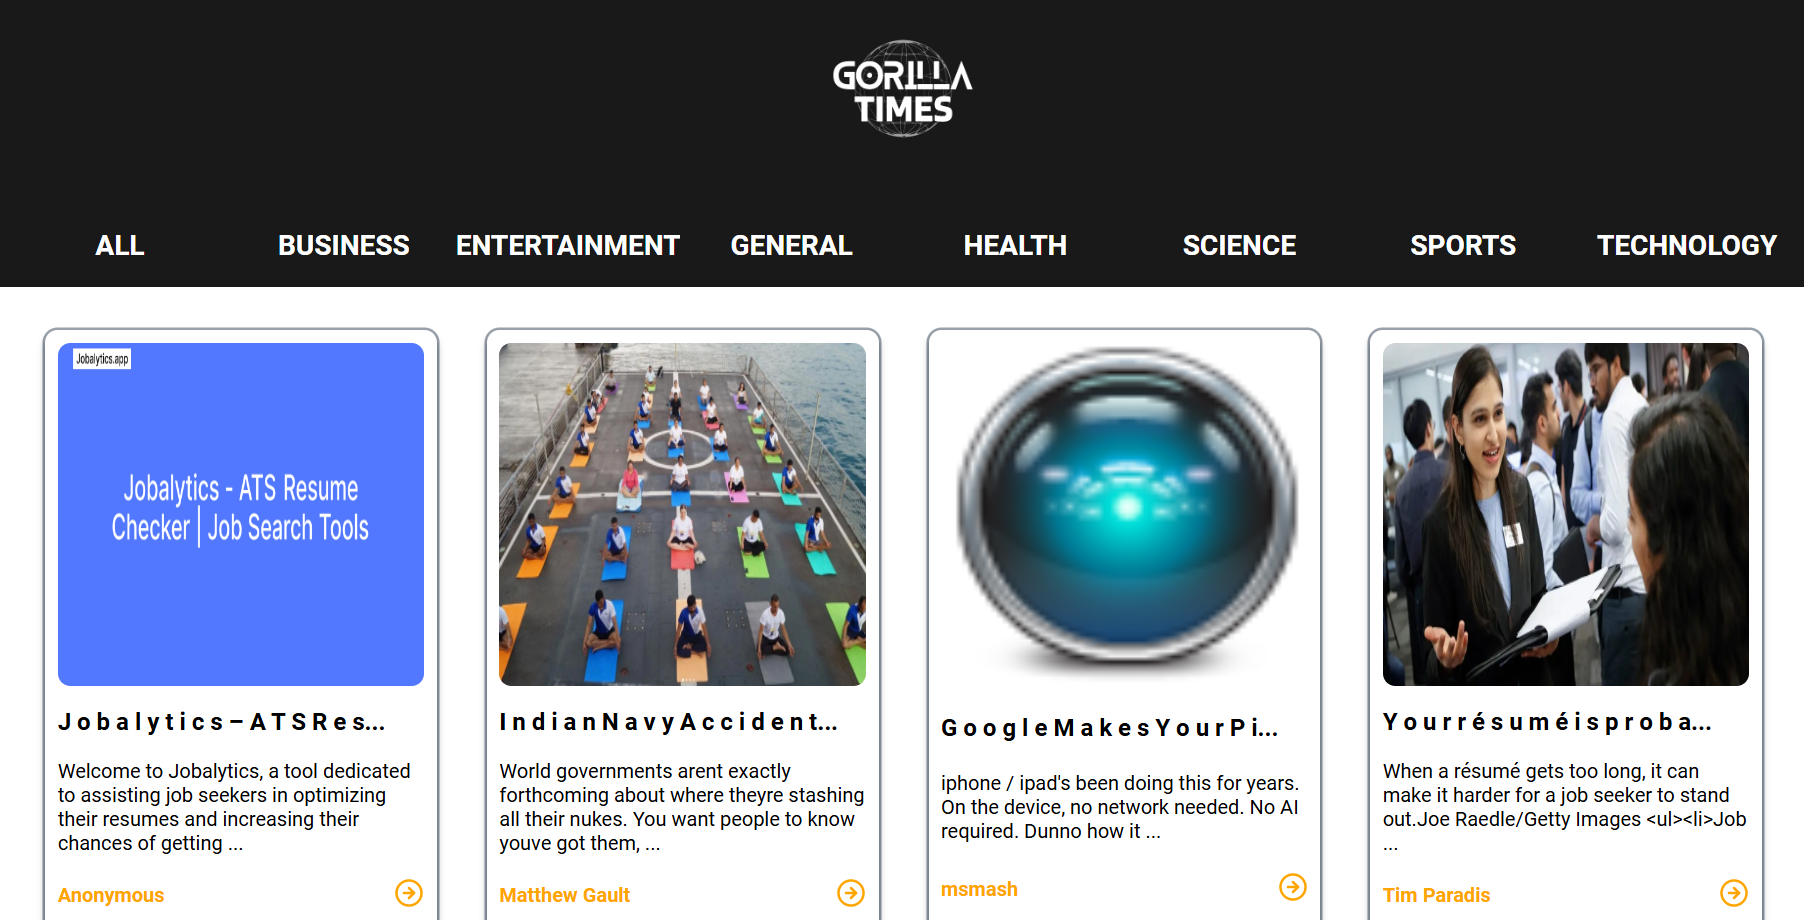 GORILLA
TIMES
ALL BUSINESS ENTERTAINMENT GENERAL HEALTH SCIENCE SPORTS TECHNOLOGY
Jobalytics.app
Jobalytics - ATS Resume
Checker | Job Search Tools
J o b a l y t i c s – A T S R e s...
Welcome to Jobalytics, a tool dedicated
to assisting job seekers in optimizing
their resumes and increasing their
chances of getting ...
Anonymous
I n d i a n N a v y A c c i d e n t...
World governments arent exactly
forthcoming about where theyre stashing
all their nukes. You want people to know
youve got them, ...
Matthew Gault
G o o g l e M a k e s Y o u r P i...
iphone / ipad's been doing this for years.
On the device, no network needed. No AI
required. Dunno how it ...
msmash
Y o u r r é s u m é i s p r o b a...
When a résumé gets too long, it can
make it harder for a job seeker to stand
out.Joe Raedle/Getty Images <ul><li>Job
...
Tim Paradis